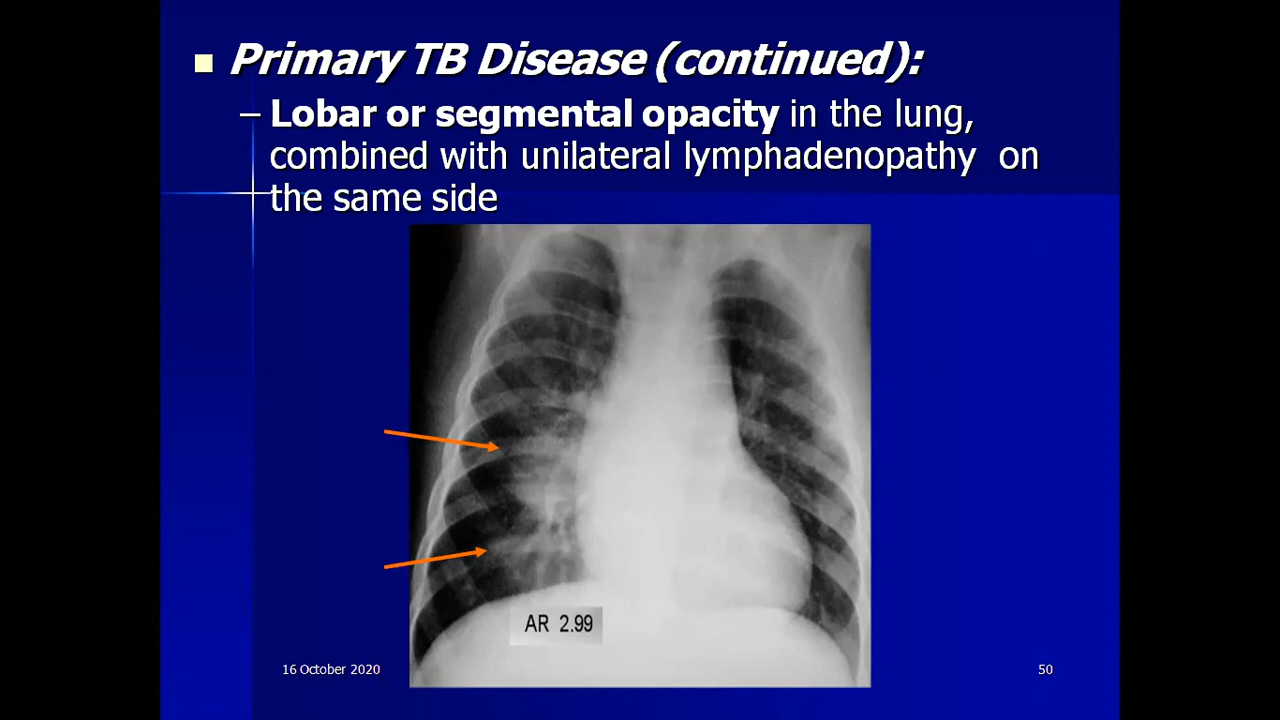 Primary TB Disease (continued):
– Lobar or segmental opacity in the lung,
combined with unilateral lymphadenopathy on
the same side
AR 2.99
16 October 2020
50